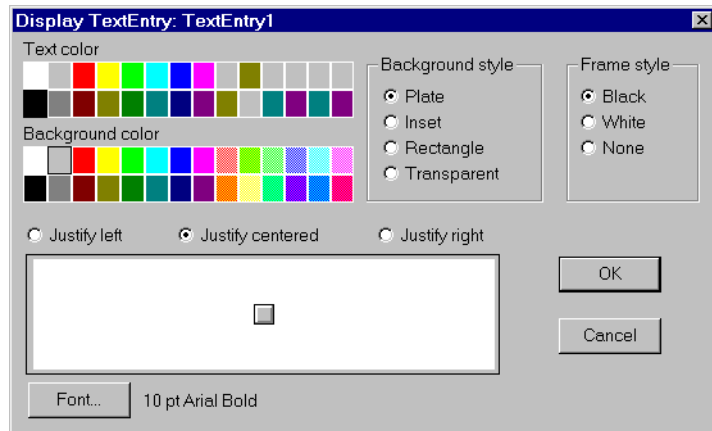 Display TextEntry: TextEntry1
Text color
Background color
Background style
Plate
Inset
Rectangle
Transparent
Frame style
Black
White
None
Justify left
Justify centered
Justify right
OK
Cancel
Font...
10 pt Arial Bold